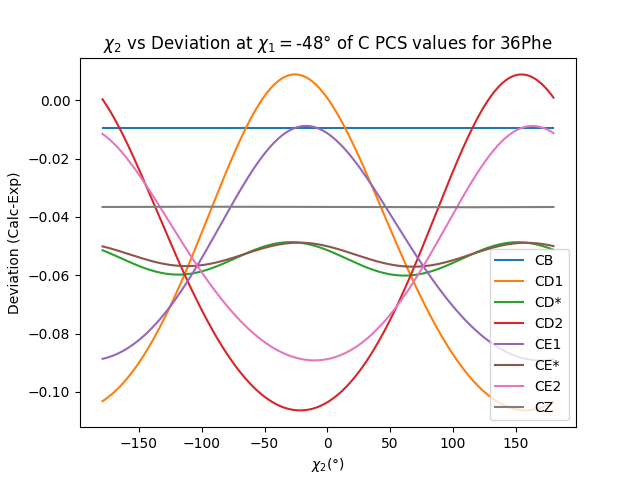 χ₂ vs Deviation at χ₁ = -48° of C PCS values for 36Phe
Deviation (Calc-Exp)
0.00
−0.02
−0.04
−0.06
−0.08
−0.10
−150
−100
−50
0
50
100
150
χ₂(°)
CB
CD1
CD*
CD2
CE1
CE*
CE2
CZ